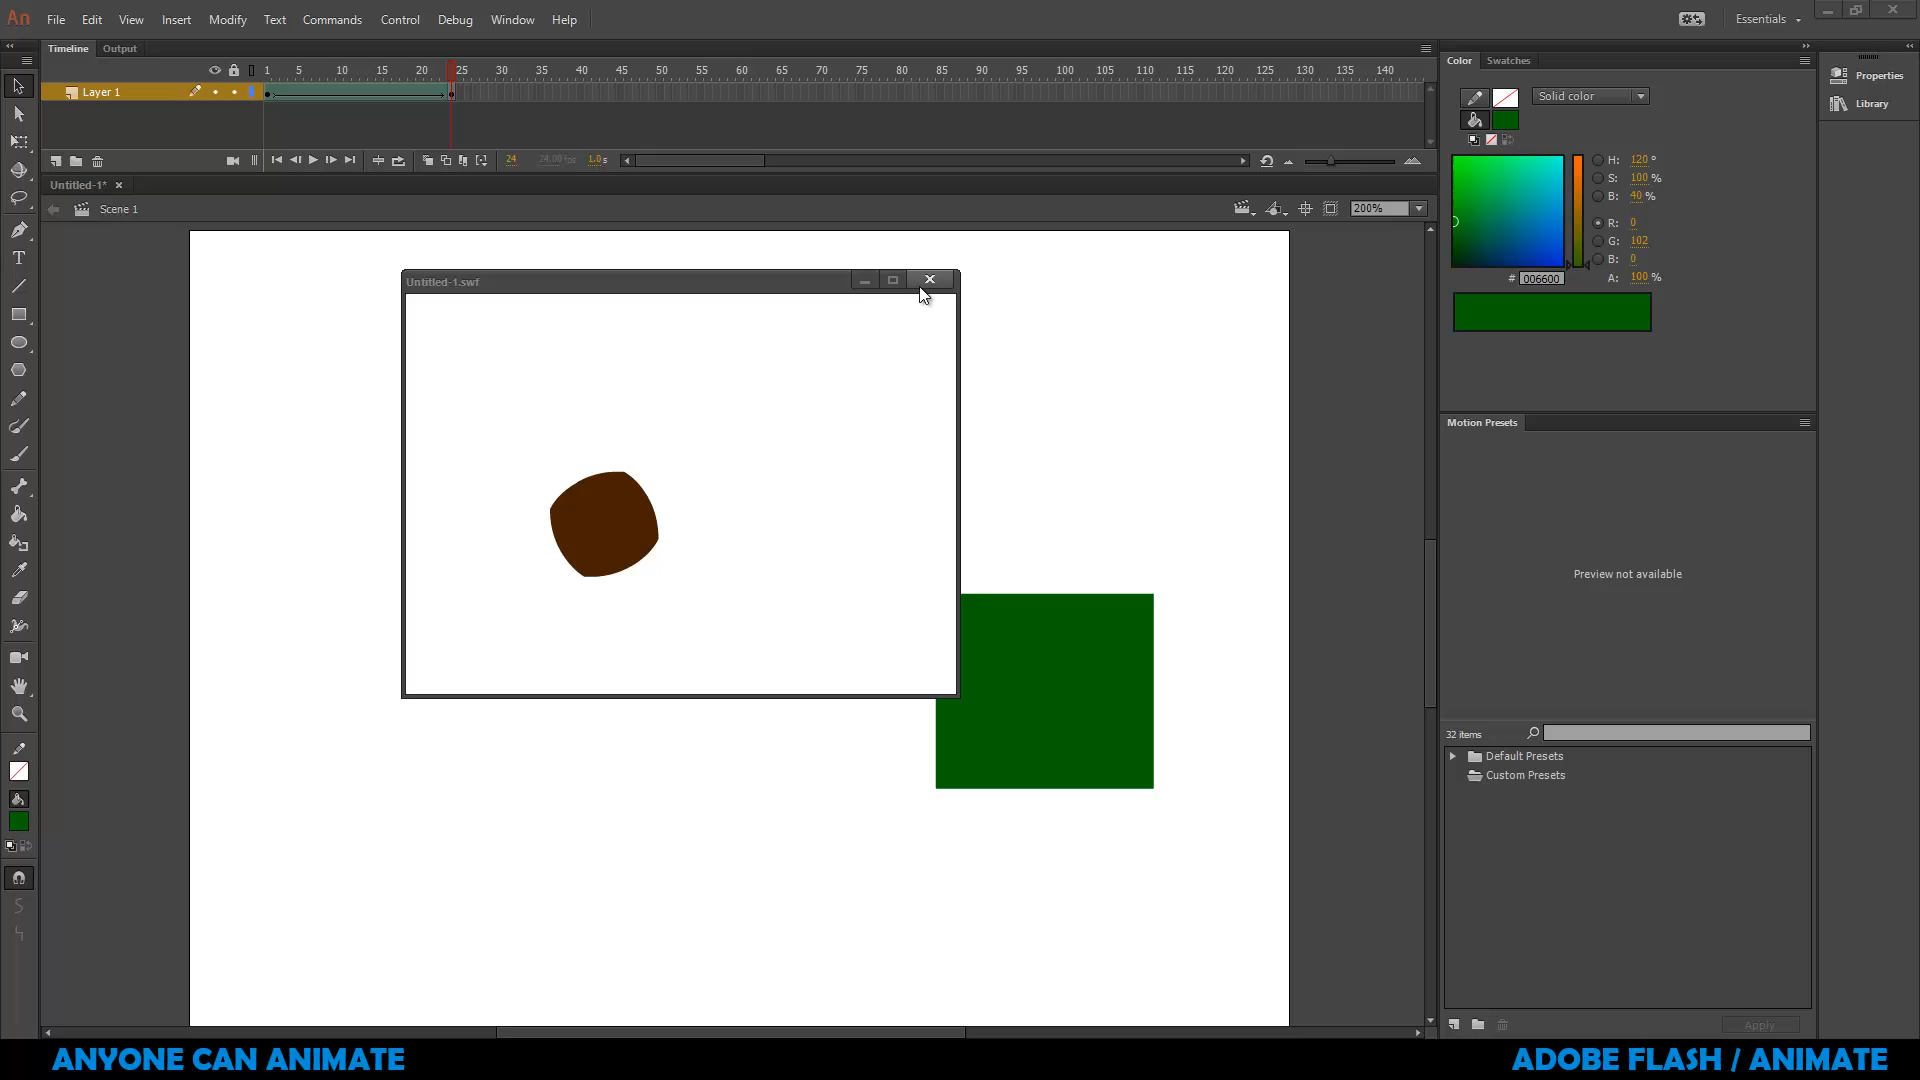 An File Edit View Insert Modify Text Commands Control Debug Window Help Essentials
Timeline Output
Color Swatches
1 5 10 15 20 25 30 35 40 45 50 55 60 65 70 75 80 85 90 95 100 105 110 115 120 125 130 135 140
Properties
Layer 1
Solid color
Library
24 24.00 fps 1.0 s
H: 120 °
S: 100 %
B: 40 %
R: 0
G: 102
B: 0
# 006600 A: 100 %
Untitled-1* ×
Scene 1
200%
Untitled-1.swf
Motion Presets
Preview not available
32 items
Default Presets
Custom Presets
Apply
ANYONE CAN ANIMATE
ADOBE FLASH / ANIMATE